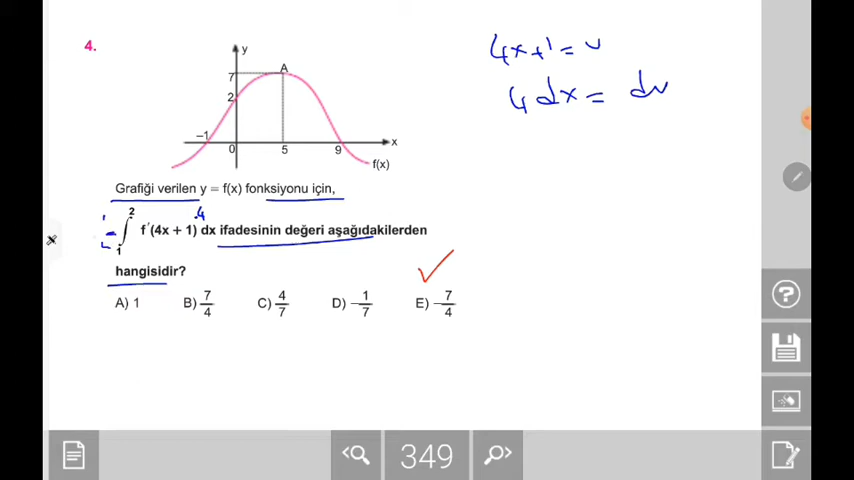 4.
4x+1 = u
4dx = du
y
7
A
2
-1
0
5
9
x
f(x)
Grafiği verilen y = f(x) fonksiyonu için,
∫ 1 2 f'(4x + 1) .4 dx ifadesinin değeri aşağıdakilerden
hangisidir?
A) 1 B) 7/4 C) 4/7 D) -1/7 E) -7/4
349